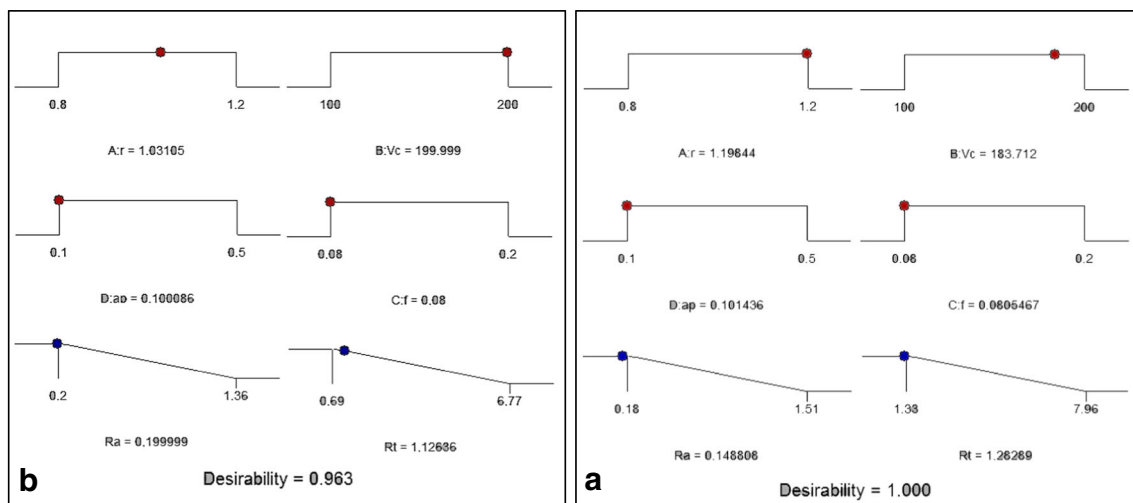 0.8 1.2 100 200
A:r = 1.03105 B:Vc = 199.999
0.1 0.5 0.08 0.2
D:ap = 0.100086 C:f = 0.08
0.2 1.36 0.69 6.77
Ra = 0.199999 Rt = 1.12636
b Desirability = 0.963
0.8 1.2 100 200
A:r = 1.19844 B:Vc = 183.712
0.1 0.5 0.08 0.2
D:ap = 0.101436 C:f = 0.0805467
0.18 1.51 1.38 7.96
Ra = 0.148808 Rt = 1.28289
a Desirability = 1.000